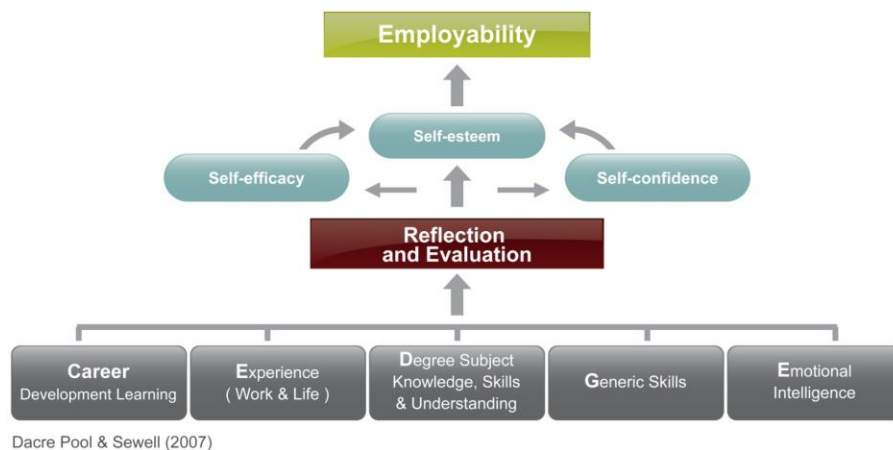 Employability
Self-esteem
Self-efficacy
Self-confidence
Reflection
and Evaluation
Career
Development Learning
Experience
( Work & Life )
Degree Subject
Knowledge, Skills
& Understanding
Generic Skills
Emotional
Intelligence
Dacre Pool & Sewell (2007)